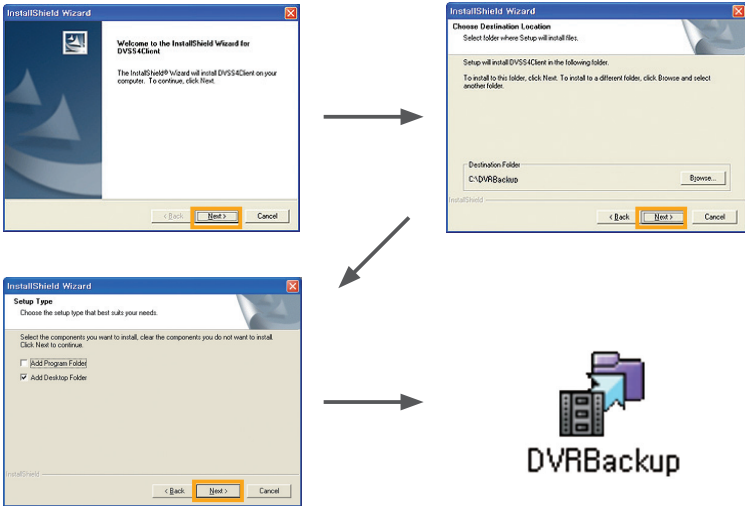 InstallShield Wizard
Welcome to the InstallShield Wizard for
DVSS4Client
The InstallShield® Wizard will install DVSS4Client on your
computer. To continue, click Next.
< Back
Next >
Cancel
InstallShield Wizard
Choose Destination Location
Select folder where Setup will install files.
Setup will install DVSS4Client in the following folder.
To install to this folder, click Next. To install to a different folder, click Browse and select
another folder.
Destination Folder
C:\DVRBackup
Browse...
InstallShield
< Back
Next >
Cancel
InstallShield Wizard
Setup Type
Choose the setup type that best suits your needs.
Select the components you want to install, clear the components you do not want to install.
Click Next to continue.
Add Program Folder
Add Desktop Folder
InstallShield
< Back
Next >
Cancel
DVRBackup